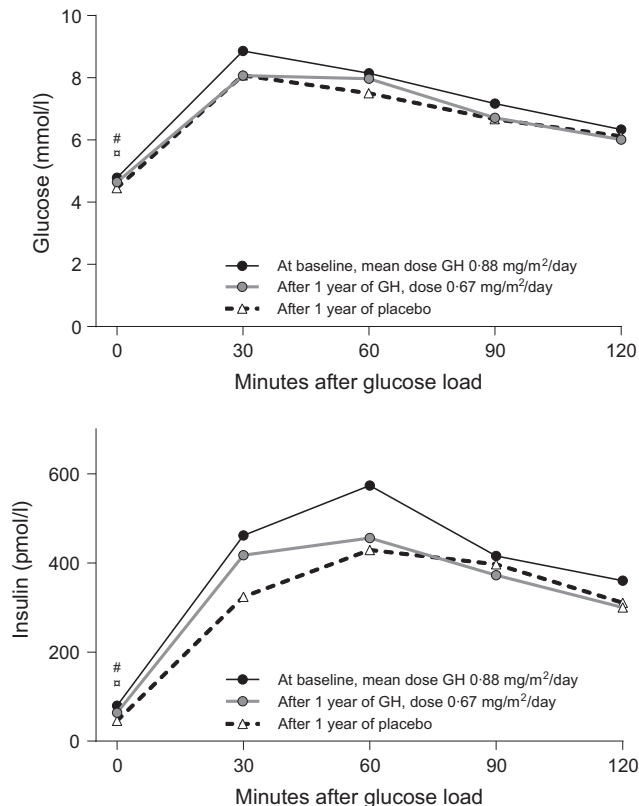 10
8
6
4
2
0
Glucose (mmol/l)
#
¤
At baseline, mean dose GH 0·88 mg/m²/day
After 1 year of GH, dose 0·67 mg/m²/day
After 1 year of placebo
0 30 60 90 120
Minutes after glucose load
600
400
200
0
Insulin (pmol/l)
#
¤
At baseline, mean dose GH 0·88 mg/m²/day
After 1 year of GH, dose 0·67 mg/m²/day
After 1 year of placebo
0 30 60 90 120
Minutes after glucose load